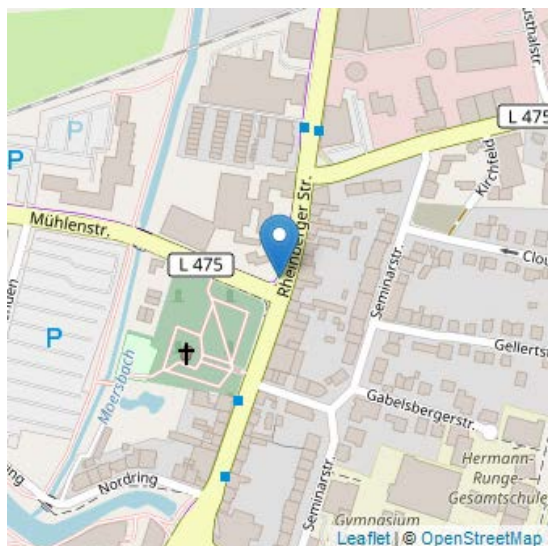 usthalstr.
L 475
P
P
Kirchfeld
Rheinberger Str.
Mühlenstr.
L 475
Seminarstr.
Clou
P
Gellertst
Moersbach
Gabelsbergerstr.
Hermann-
Runge-
Gesamtschule
Nordring
Seminarstr.
Gymnasium
Leaflet | © OpenStreetMap